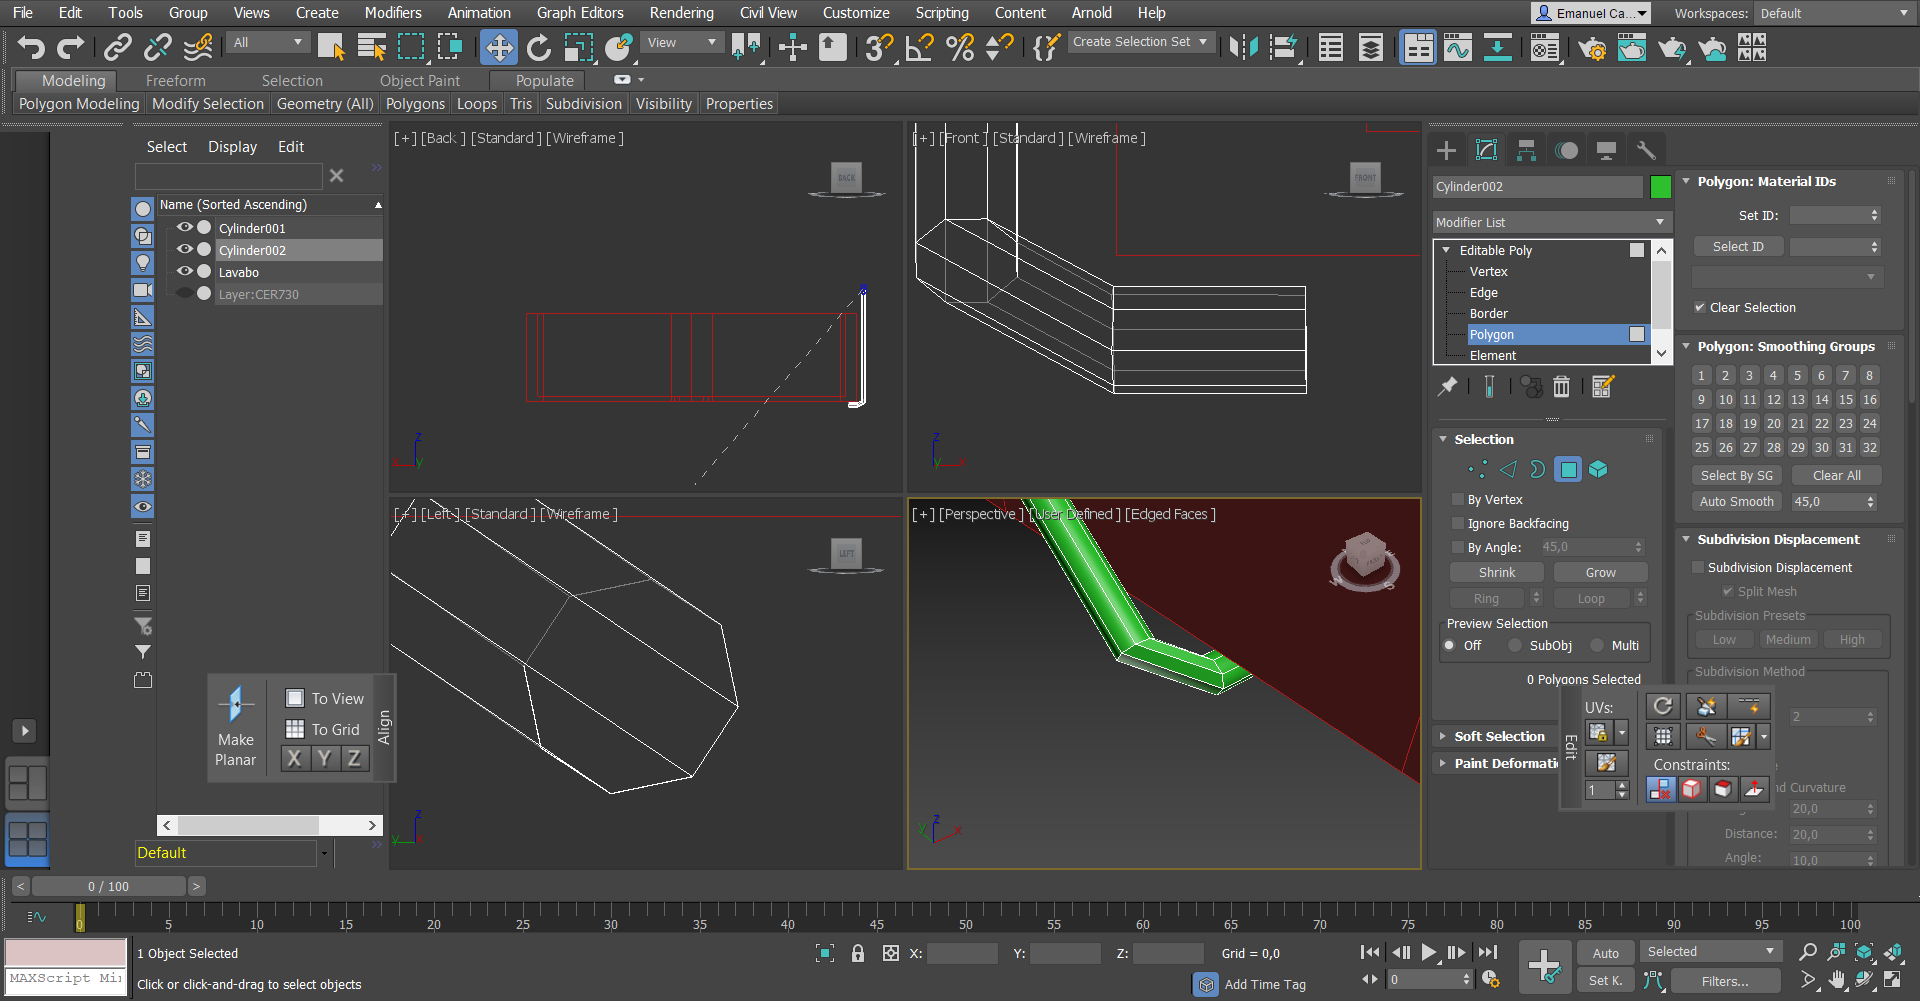 File Edit Tools Group Views Create Modifiers Animation Graph Editors Rendering Civil View Customize Scripting Content Arnold Help Emanuel Ca... Workspaces: Default
All View Create Selection Set
Modeling Freeform Selection Object Paint Populate
Polygon Modeling Modify Selection Geometry (All) Polygons Loops Tris Subdivision Visibility Properties
Select Display Edit
Name (Sorted Ascending)
Cylinder001
Cylinder002
Lavabo
Layer:CER730
Make Planar
To View
To Grid
X Y Z
Align
Default
[+] [Back] [Standard] [Wireframe]
BACK
z
x y
[+] [Front] [Standard] [Wireframe]
FRONT
z
y x
[+] [Left] [Standard] [Wireframe]
LEFT
z
y x
[+] [Perspective] [User Defined] [Edged Faces]
W S
z
y x
Cylinder002
Modifier List
Editable Poly
Vertex
Edge
Border
Polygon
Element
Selection
By Vertex
Ignore Backfacing
By Angle: 45,0
Shrink Grow
Ring Loop
Preview Selection
Off SubObj Multi
0 Polygons Selected
Soft Selection
Paint Deformati
Edit
UVs:
1
Constraints:
Polygon: Material IDs
Set ID:
Select ID
Clear Selection
Polygon: Smoothing Groups
1 2 3 4 5 6 7 8
9 10 11 12 13 14 15 16
17 18 19 20 21 22 23 24
25 26 27 28 29 30 31 32
Select By SG Clear All
Auto Smooth 45,0
Subdivision Displacement
Subdivision Displacement
Split Mesh
Subdivision Presets
Low Medium High
Subdivision Method
2
nd Curvature
20,0
Distance: 20,0
Angle: 10,0
< 0 / 100 >
0 5 10 15 20 25 30 35 40 45 50 55 60 65 70 75 80 85 90 95 100
1 Object Selected
MAXScript Mi
Click or click-and-drag to select objects
X: Y: Z: Grid = 0,0
Add Time Tag
0
Auto Selected
Set K. Filters...